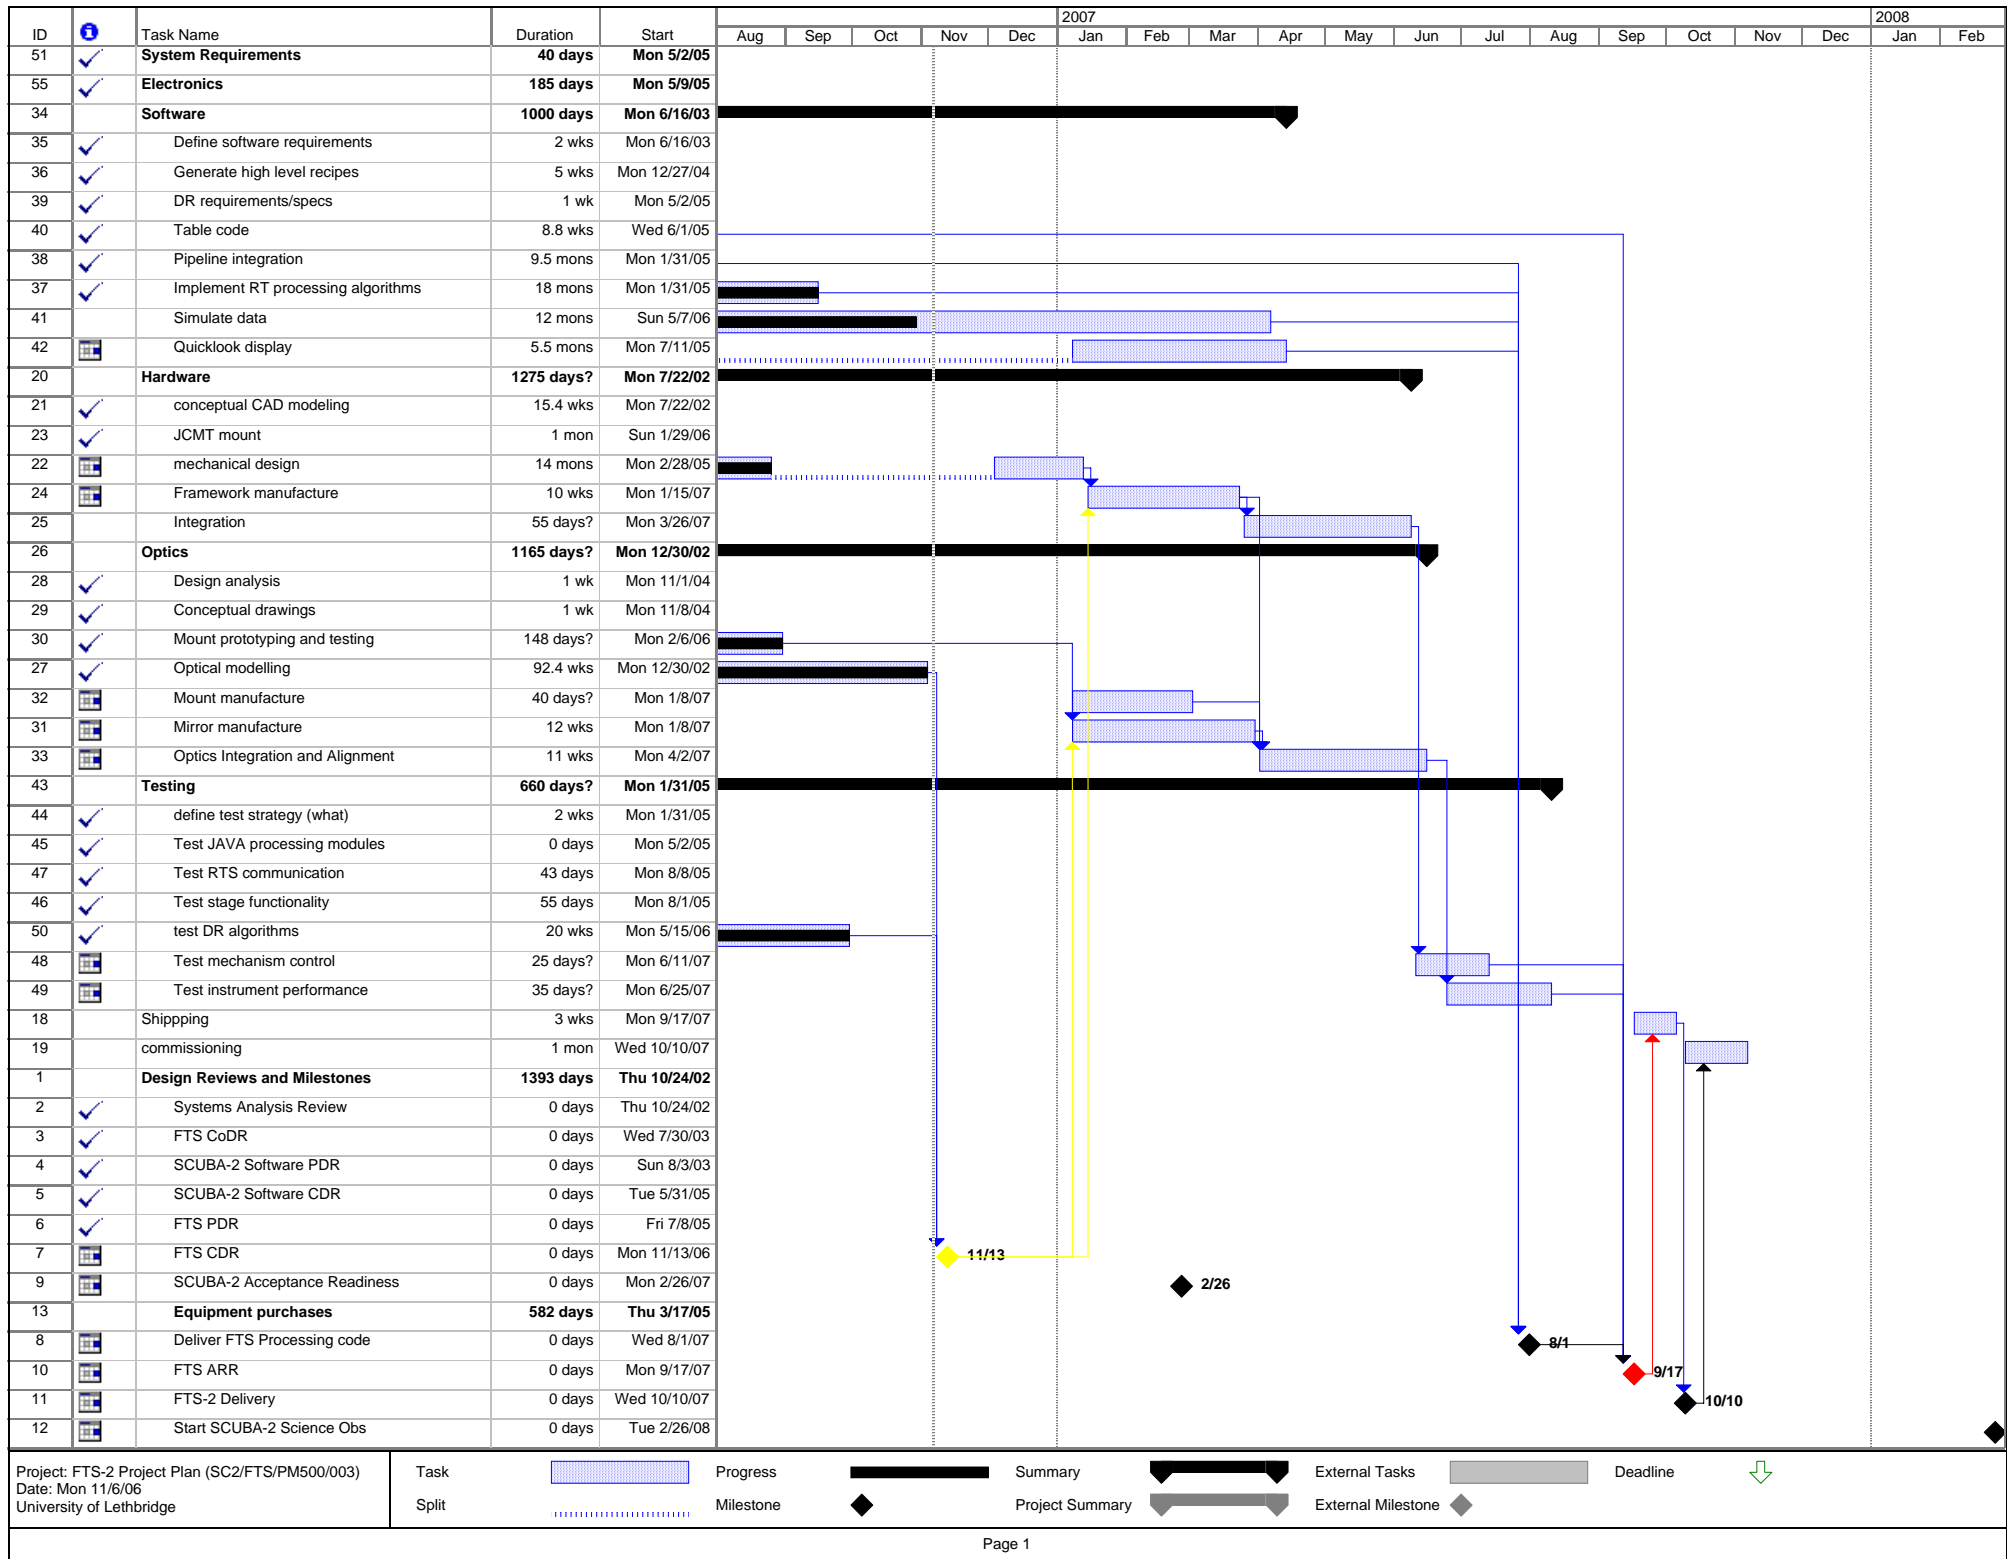 2007 2008
ID Task Name Duration Start Aug Sep Oct Nov Dec Jan Feb Mar Apr May Jun Jul Aug Sep Oct Nov Dec Jan Feb
51 System Requirements 40 days Mon 5/2/05
55 Electronics 185 days Mon 5/9/05
34 Software 1000 days Mon 6/16/03
35 Define software requirements 2 wks Mon 6/16/03
36 Generate high level recipes 5 wks Mon 12/27/04
39 DR requirements/specs 1 wk Mon 5/2/05
40 Table code 8.8 wks Wed 6/1/05
38 Pipeline integration 9.5 mons Mon 1/31/05
37 Implement RT processing algorithms 18 mons Mon 1/31/05
41 Simulate data 12 mons Sun 5/7/06
42 Quicklook display 5.5 mons Mon 7/11/05
20 Hardware 1275 days? Mon 7/22/02
21 conceptual CAD modeling 15.4 wks Mon 7/22/02
23 JCMT mount 1 mon Sun 1/29/06
22 mechanical design 14 mons Mon 2/28/05
24 Framework manufacture 10 wks Mon 1/15/07
25 Integration 55 days? Mon 3/26/07
26 Optics 1165 days? Mon 12/30/02
28 Design analysis 1 wk Mon 11/1/04
29 Conceptual drawings 1 wk Mon 11/8/04
30 Mount prototyping and testing 148 days? Mon 2/6/06
27 Optical modelling 92.4 wks Mon 12/30/02
32 Mount manufacture 40 days? Mon 1/8/07
31 Mirror manufacture 12 wks Mon 1/8/07
33 Optics Integration and Alignment 11 wks Mon 4/2/07
43 Testing 660 days? Mon 1/31/05
44 define test strategy (what) 2 wks Mon 1/31/05
45 Test JAVA processing modules 0 days Mon 5/2/05
47 Test RTS communication 43 days Mon 8/8/05
46 Test stage functionality 55 days Mon 8/1/05
50 test DR algorithms 20 wks Mon 5/15/06
48 Test mechanism control 25 days? Mon 6/11/07
49 Test instrument performance 35 days? Mon 6/25/07
18 Shippping 3 wks Mon 9/17/07
19 commissioning 1 mon Wed 10/10/07
1 Design Reviews and Milestones 1393 days Thu 10/24/02
2 Systems Analysis Review 0 days Thu 10/24/02
3 FTS CoDR 0 days Wed 7/30/03
4 SCUBA-2 Software PDR 0 days Sun 8/3/03
5 SCUBA-2 Software CDR 0 days Tue 5/31/05
6 FTS PDR 0 days Fri 7/8/05
7 FTS CDR 0 days Mon 11/13/06 11/13
9 SCUBA-2 Acceptance Readiness 0 days Mon 2/26/07 2/26
13 Equipment purchases 582 days Thu 3/17/05
8 Deliver FTS Processing code 0 days Wed 8/1/07 8/1
10 FTS ARR 0 days Mon 9/17/07 9/17
11 FTS-2 Delivery 0 days Wed 10/10/07 10/10
12 Start SCUBA-2 Science Obs 0 days Tue 2/26/08
Project: FTS-2 Project Plan (SC2/FTS/PM500/003)
Date: Mon 11/6/06
University of Lethbridge
Task Progress Summary External Tasks Deadline
Split Milestone Project Summary External Milestone
Page 1